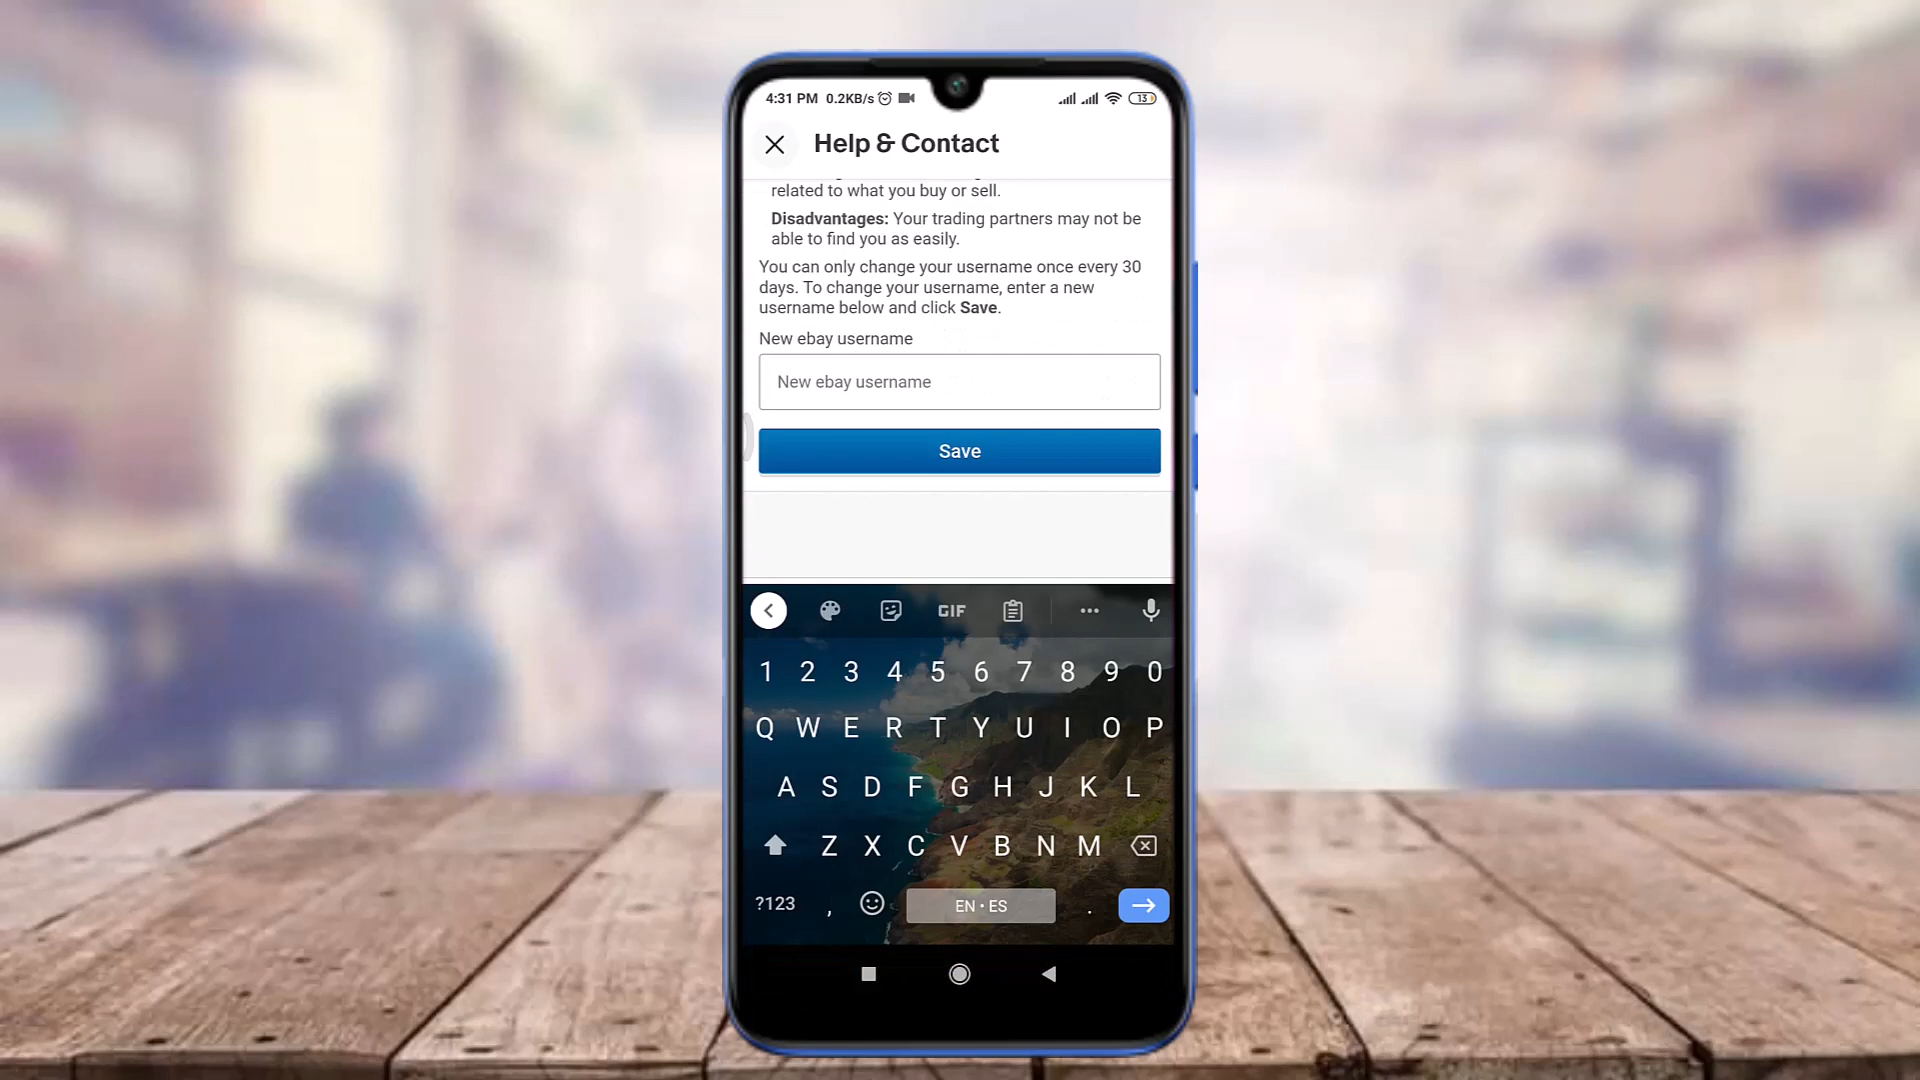 4:31 PM 0.2KB/s
13
Help & Contact
related to what you buy or sell.
Disadvantages: Your trading partners may not be
able to find you as easily.
You can only change your username once every 30
days. To change your username, enter a new
username below and click Save.
New ebay username
New ebay username
Save
GIF
1 2 3 4 5 6 7 8 9 0
Q W E R T Y U I O P
A S D F G H J K L
Z X C V B N M
?123 , EN • ES .